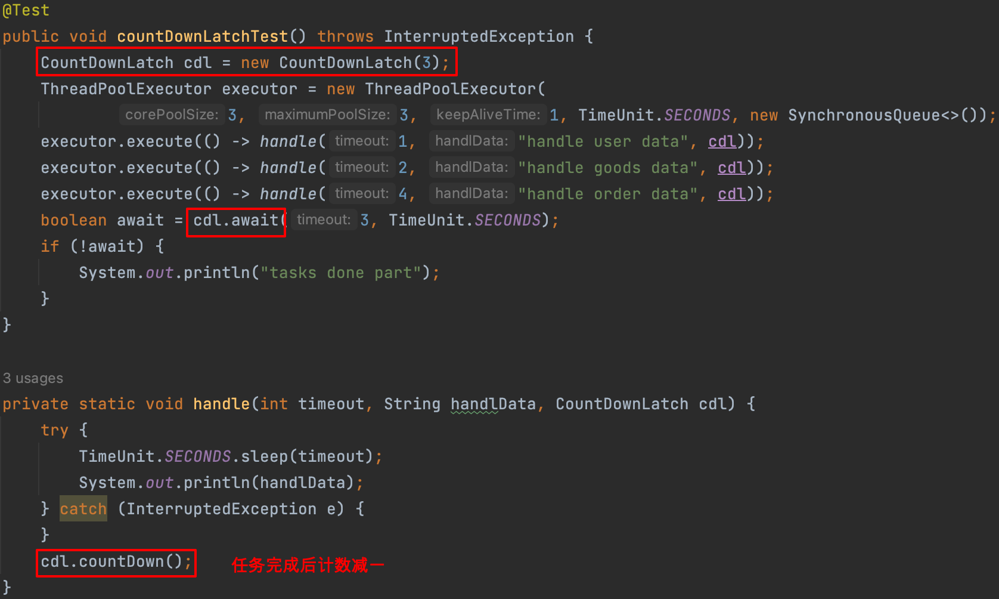 @Test
public void countDownLatchTest() throws InterruptedException {
CountDownLatch cdl = new CountDownLatch(3);
ThreadPoolExecutor executor = new ThreadPoolExecutor(
corePoolSize: 3, maximumPoolSize: 3, keepAliveTime: 1, TimeUnit.SECONDS, new SynchronousQueue<>());
executor.execute(() -> handle( timeout: 1, handlData: "handle user data", cdl));
executor.execute(() -> handle( timeout: 2, handlData: "handle goods data", cdl));
executor.execute(() -> handle( timeout: 4, handlData: "handle order data", cdl));
boolean await = cdl.await( timeout: 3, TimeUnit.SECONDS);
if (!await) {
System.out.println("tasks done part");
}
}
3 usages
private static void handle(int timeout, String handlData, CountDownLatch cdl) {
try {
TimeUnit.SECONDS.sleep(timeout);
System.out.println(handlData);
} catch (InterruptedException e) {
}
cdl.countDown(); 任务完成后计数减一
}